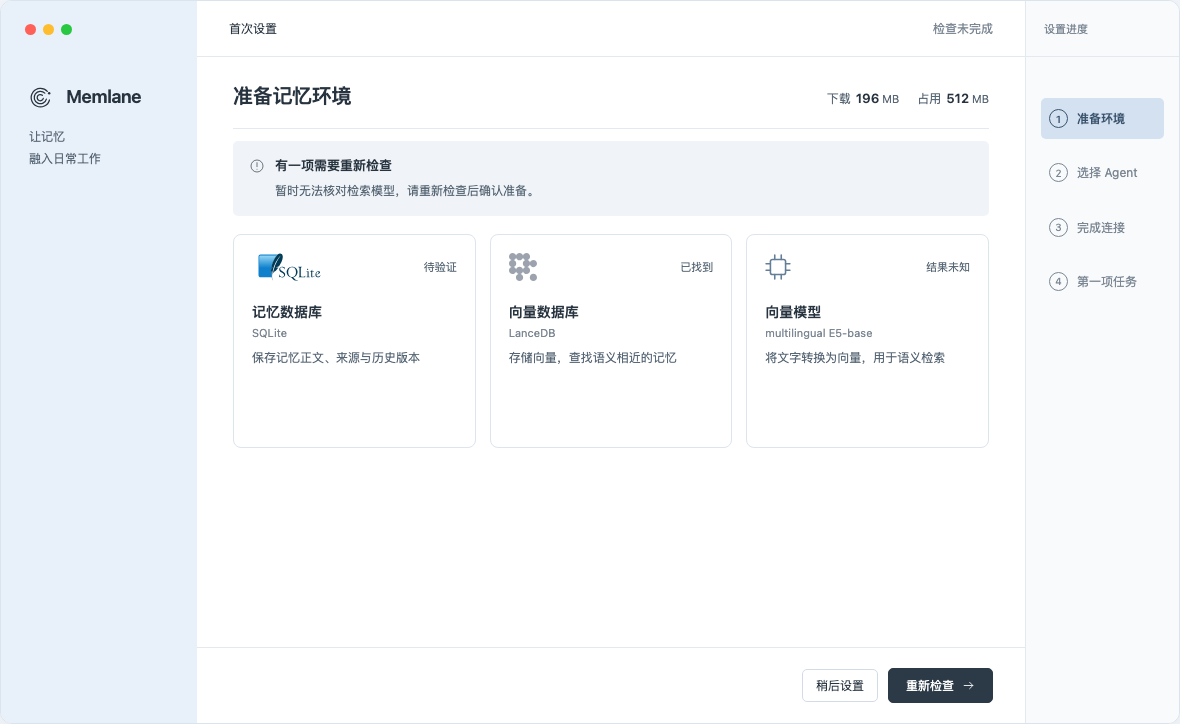 首次设置
检查未完成
设置进度
Memlane
让记忆
融入日常工作
准备记忆环境
下载 196 MB 占用 512 MB
有一项需要重新检查
暂时无法核对检索模型，请重新检查后确认准备。
SQLite
待验证
记忆数据库
SQLite
保存记忆正文、来源与历史版本
已找到
向量数据库
LanceDB
存储向量，查找语义相近的记忆
结果未知
向量模型
multilingual E5-base
将文字转换为向量，用于语义检索
1 准备环境
2 选择 Agent
3 完成连接
4 第一项任务
稍后设置
重新检查 →